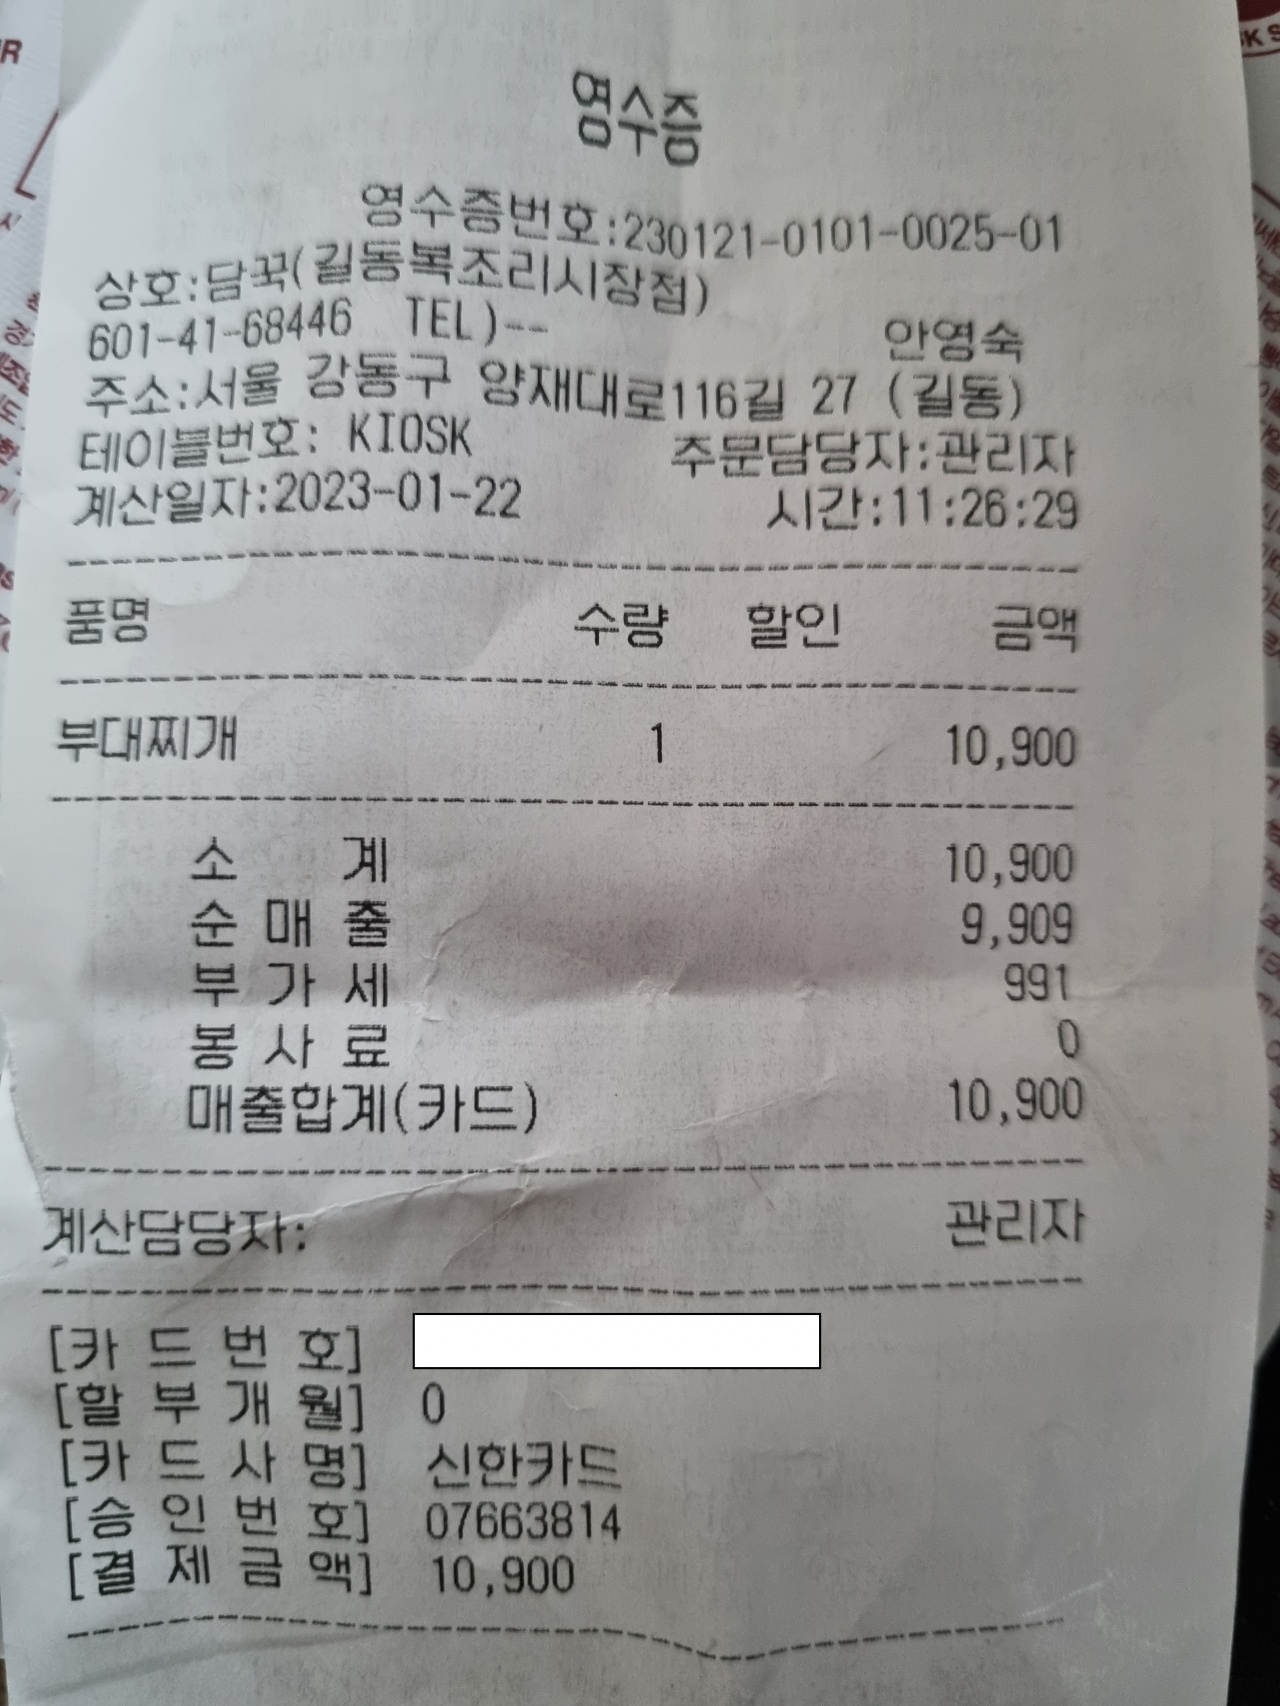 영수증
영수증번호:230121-0101-0025-01
상호:담꾹(길동복조리시장점)
601-41-68446 TEL)-- 안영숙
주소:서울 강동구 양재대로116길 27 (길동)
테이블번호: KIOSK 주문담당자:관리자
계산일자:2023-01-22 시간:11:26:29
품명 수량 할인 금액
부대찌개 1 10,900
소 계 10,900
순 매 출 9,909
부 가 세 991
봉 사 료 0
매출합계(카드) 10,900
계산담당자: 관리자
[카 드 번 호]
[할 부 개 월] 0
[카 드 사 명] 신한카드
[승 인 번 호] 07663814
[결 제 금 액] 10,900